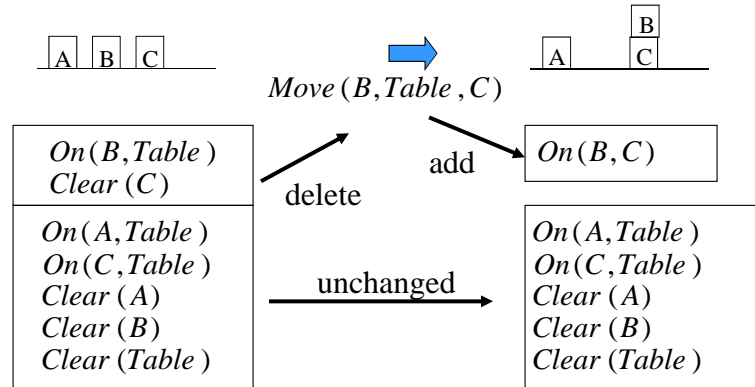 A B C
B
A C
Move(B,Table,C)
On(B,Table)
Clear(C)
delete
add
On(B,C)
On(A,Table)
On(C,Table)
Clear(A)
Clear(B)
Clear(Table)
unchanged
On(A,Table)
On(C,Table)
Clear(A)
Clear(B)
Clear(Table)